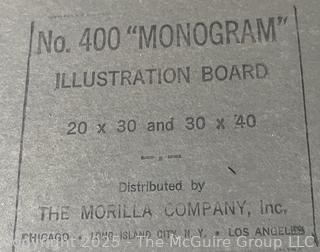 No. 400 "MONOGRAM"
ILLUSTRATION BOARD
20 x 30 and 30 x 40
Distributed by
THE MORILLA COMPANY, Inc.
CHICAGO • LONG ISLAND CITY, N. Y. • LOS ANGELES
Copyright 2025 - The McGuire Group LLC